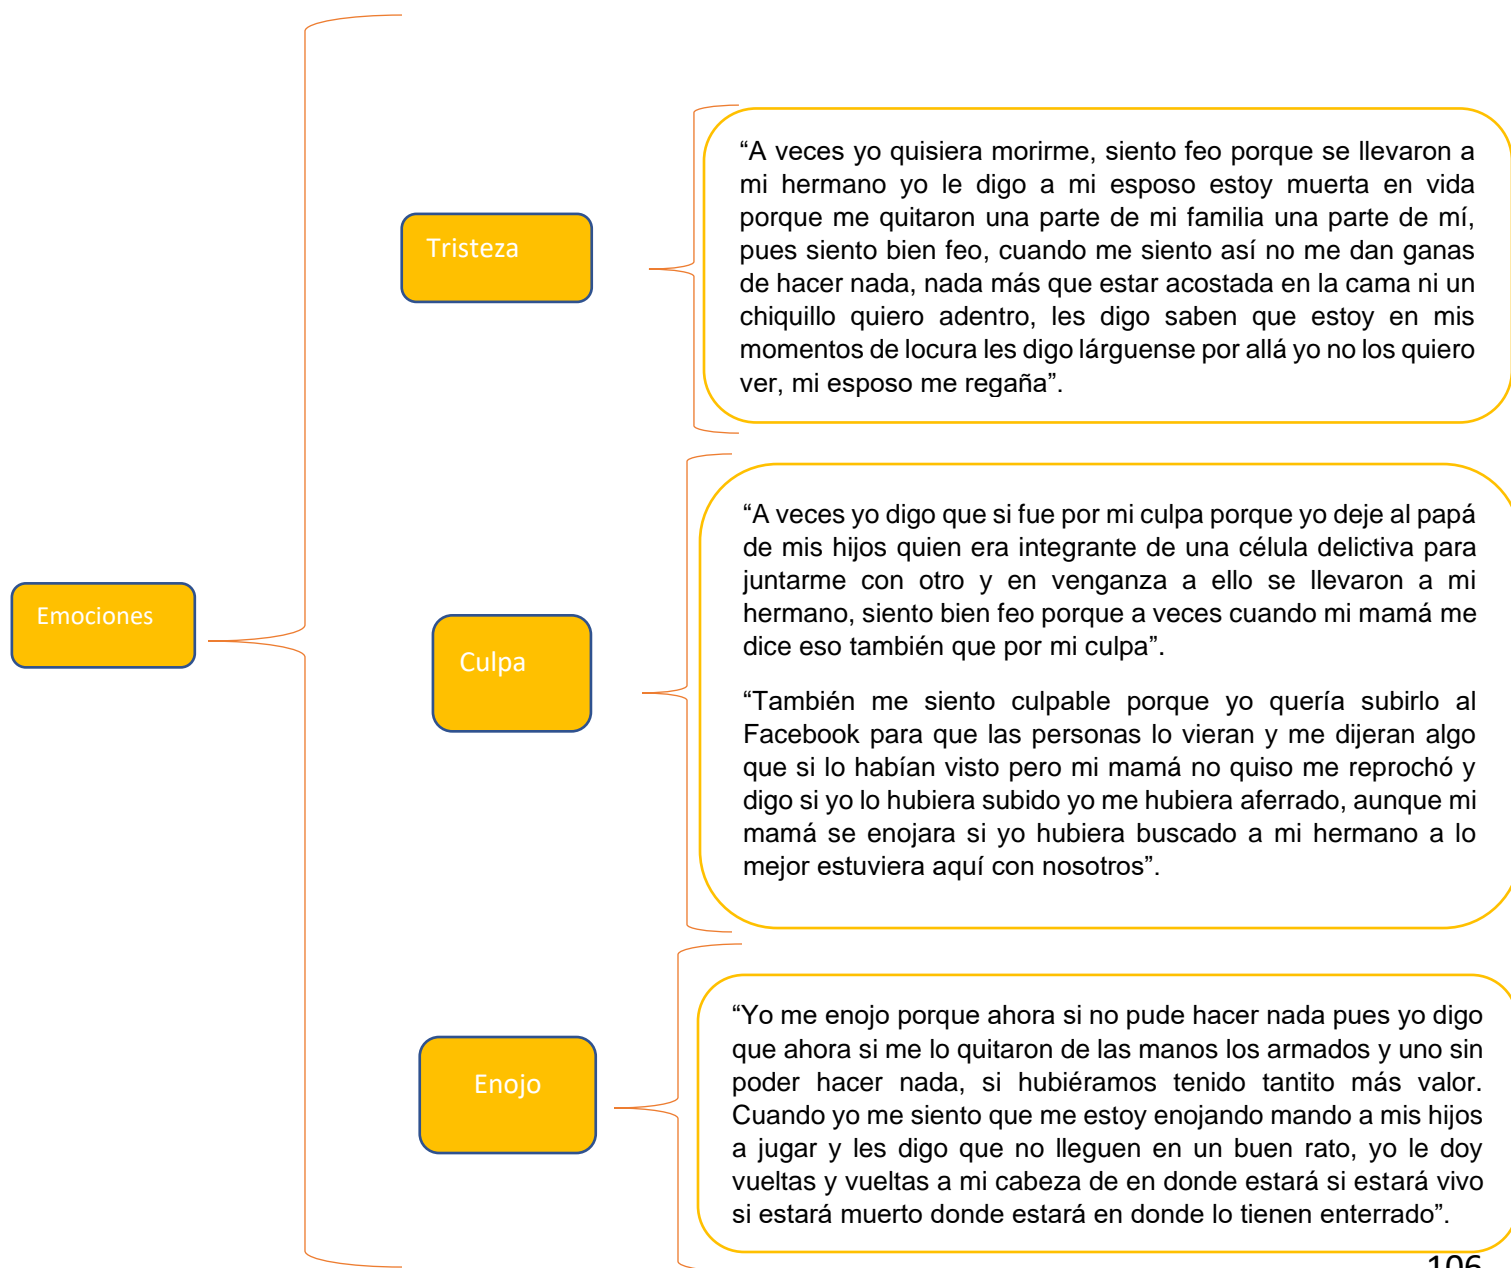 Emociones
Tristeza
“A veces yo quisiera morirme, siento feo porque se llevaron a
mi hermano yo le digo a mi esposo estoy muerta en vida
porque me quitaron una parte de mi familia una parte de mí,
pues siento bien feo, cuando me siento así no me dan ganas
de hacer nada, nada más que estar acostada en la cama ni un
chiquillo quiero adentro, les digo saben que estoy en mis
momentos de locura les digo lárguense por allá yo no los quiero
ver, mi esposo me regaña”.
Culpa
“A veces yo digo que si fue por mi culpa porque yo deje al papá
de mis hijos quien era integrante de una célula delictiva para
juntarme con otro y en venganza a ello se llevaron a mi
hermano, siento bien feo porque a veces cuando mi mamá me
dice eso también que por mi culpa”.
“También me siento culpable porque yo quería subirlo al
Facebook para que las personas lo vieran y me dijeran algo
que si lo habían visto pero mi mamá no quiso me reprochó y
digo si yo lo hubiera subido yo me hubiera aferrado, aunque mi
mamá se enojara si yo hubiera buscado a mi hermano a lo
mejor estuviera aquí con nosotros”.
Enojo
“Yo me enojo porque ahora si no pude hacer nada pues yo digo
que ahora si me lo quitaron de las manos los armados y uno sin
poder hacer nada, si hubiéramos tenido tantito más valor.
Cuando yo me siento que me estoy enojando mando a mis hijos
a jugar y les digo que no lleguen en un buen rato, yo le doy
vueltas y vueltas a mi cabeza de en donde estará si estará vivo
si estará muerto donde estará en donde lo tienen enterrado”.
106